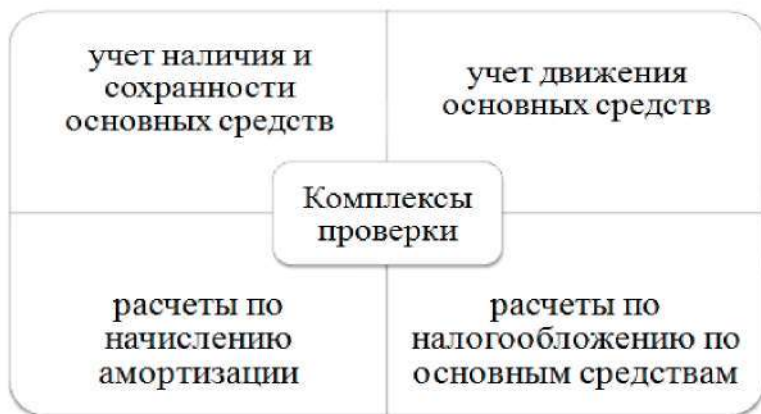 учет наличия и
сохранности
основных средств
учет движения
основных средств
Комплексы
проверки
расчеты по
начислению
амортизации
расчеты по
налогообложению по
основным средствам